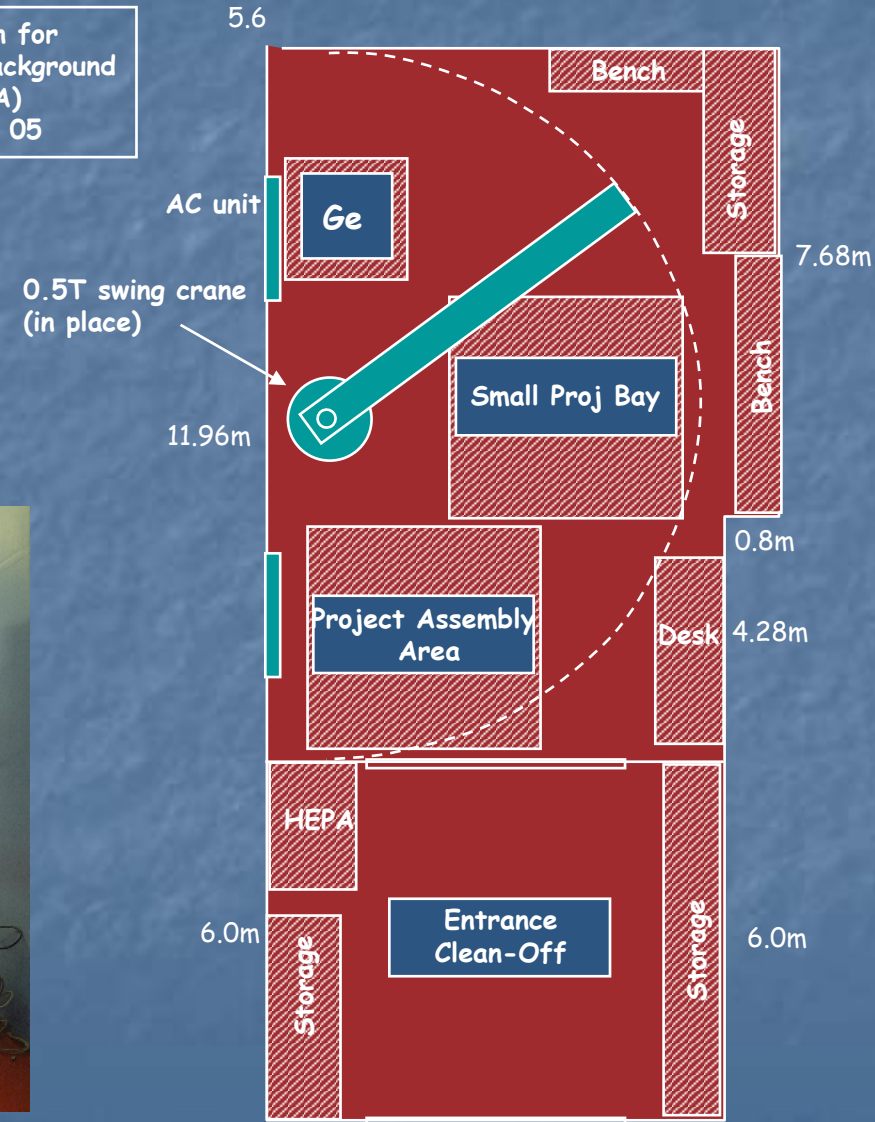 5.6
n for
ackground
A)
05
Bench
Storage
AC unit
Ge
7.68m
0.5T swing crane
(in place)
Bench
Small Proj Bay
11.96m
0.8m
Project Assembly
Area
Desk
4.28m
HEPA
Entrance
Clean-Off
6.0m
Storage
Storage
6.0m